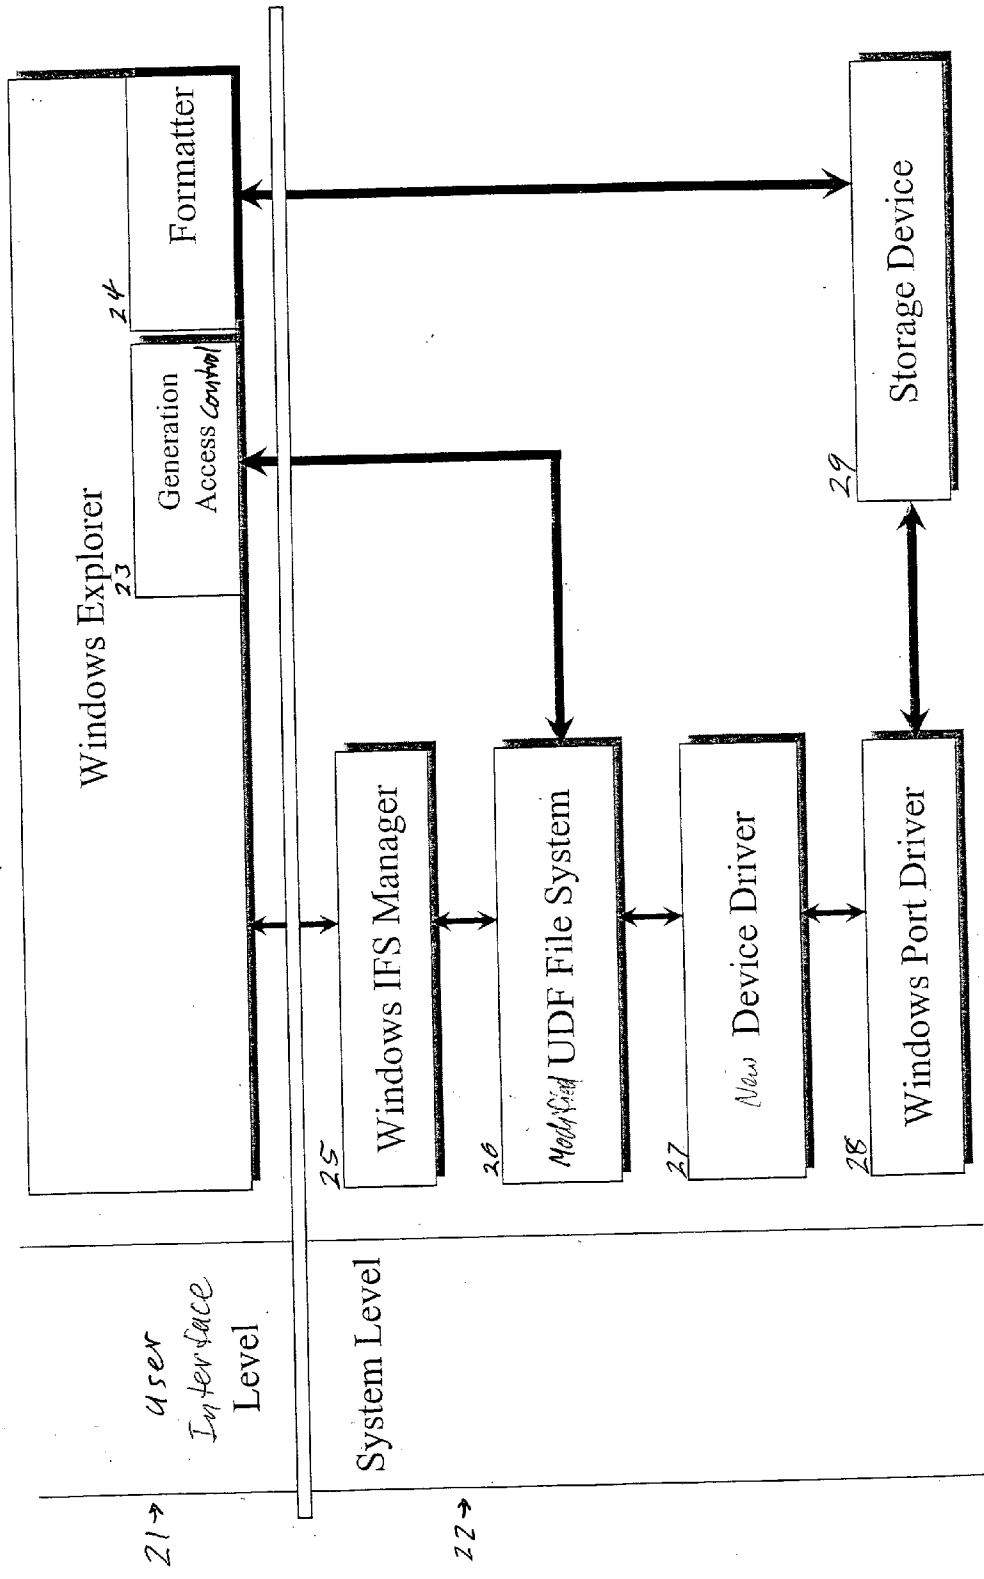 21→
User
Interface
Level
Windows Explorer
23
Generation
Access Control
24
Formatter
22→
System Level
25
Windows IFS Manager
26
Modified UDF File System
27
New Device Driver
28
Windows Port Driver
29
Storage Device